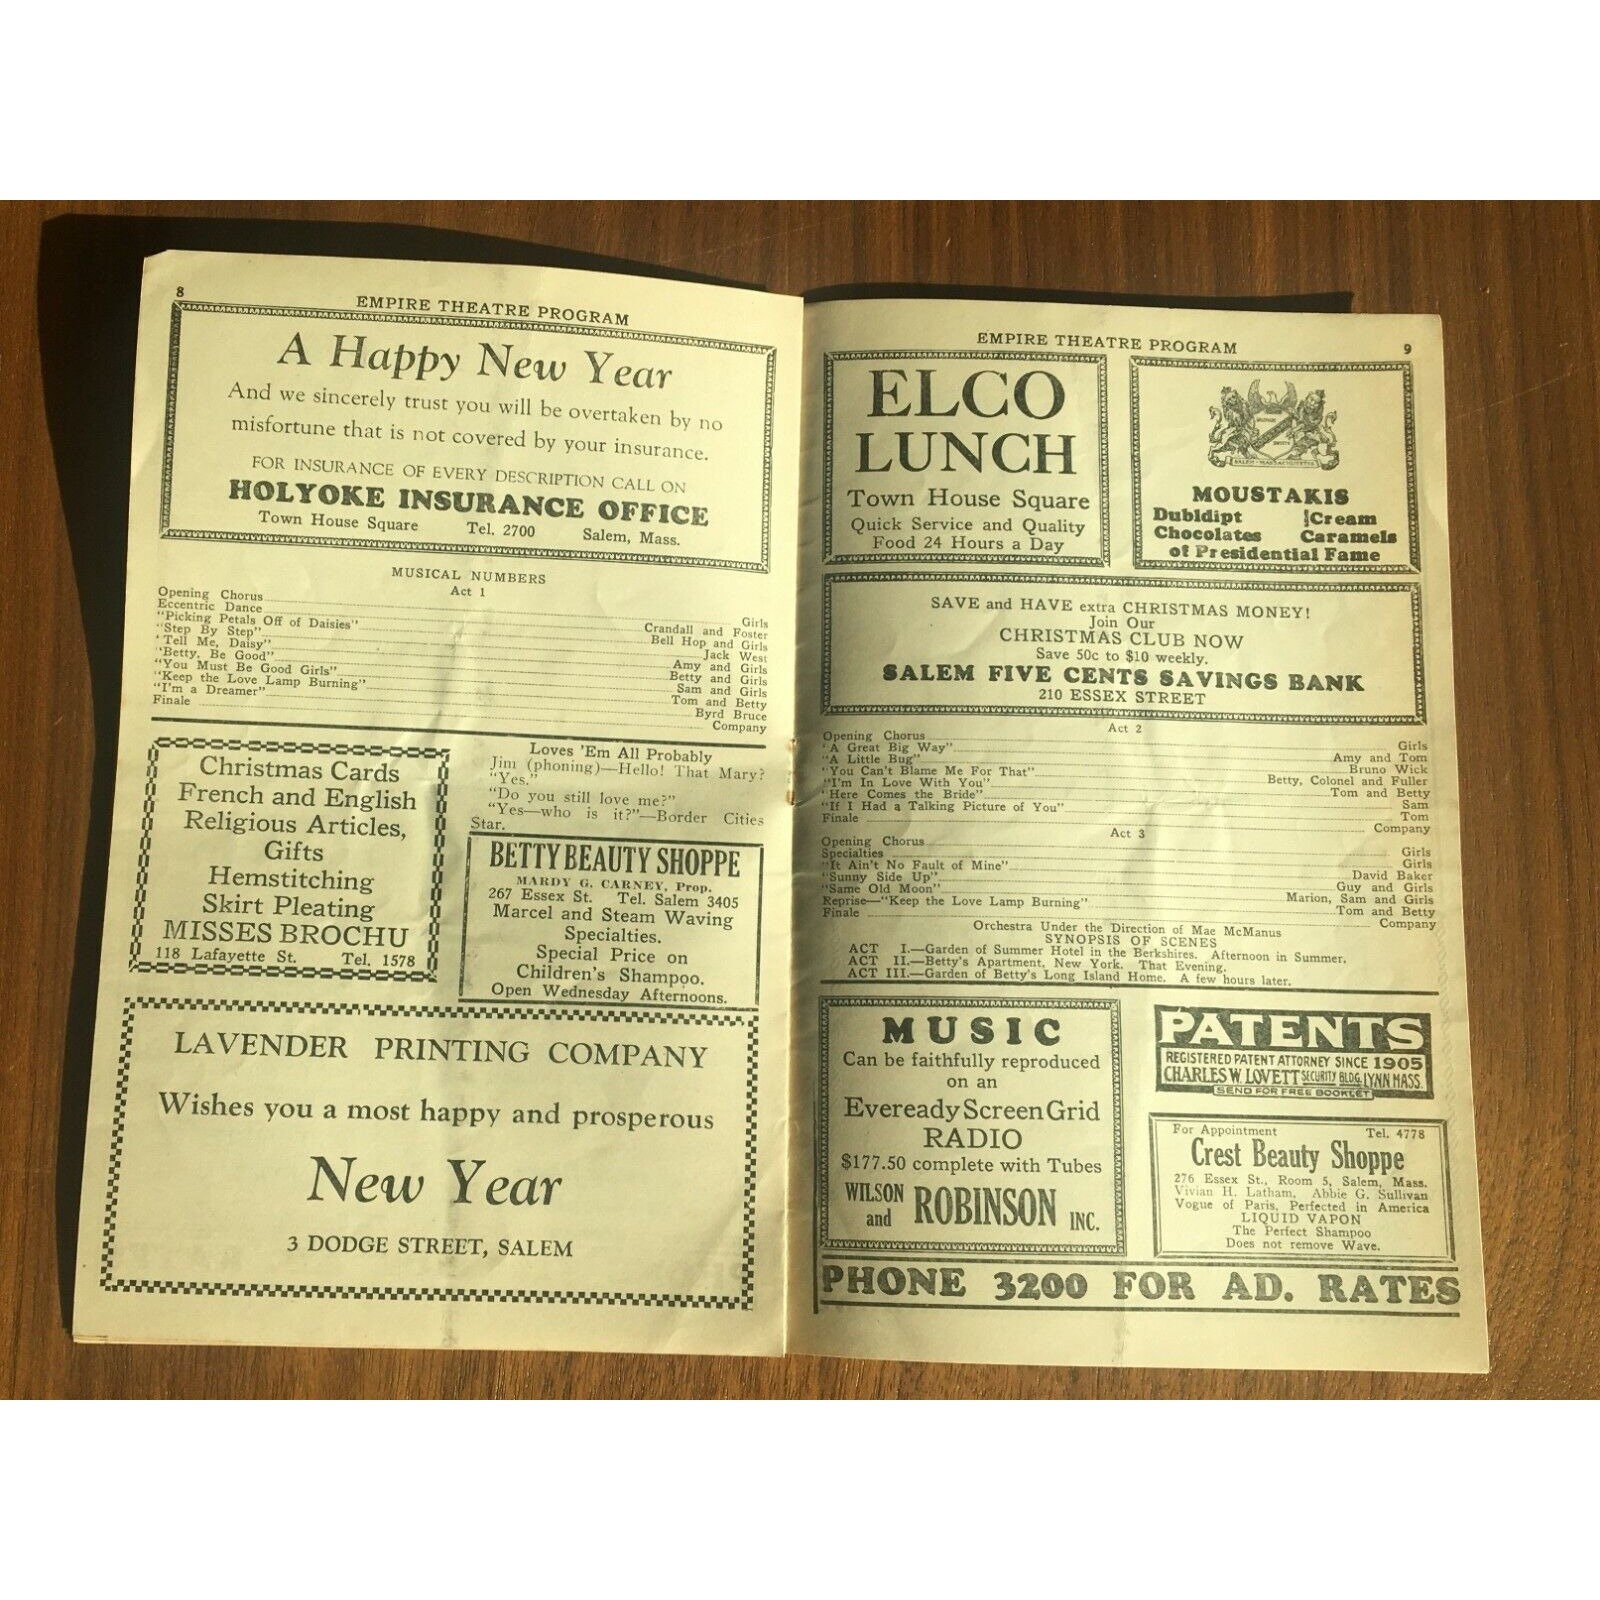 8
EMPIRE THEATRE PROGRAM
A Happy New Year
And we sincerely trust you will be overtaken by no
misfortune that is not covered by your insurance.
FOR INSURANCE OF EVERY DESCRIPTION CALL ON
HOLYOKE INSURANCE OFFICE
Town House Square Tel. 2700 Salem, Mass.
MUSICAL NUMBERS
Act 1
Opening Chorus Girls
Eccentric Dance Crandall and Foster
"Picking Petals Off of Daisies" Bell Hop and Girls
"Step By Step" Jack West
'Tell Me, Daisy" Amy and Girls
"Betty, Be Good" Betty and Girls
"You Must Be Good Girls" Sam and Girls
"Keep the Love Lamp Burning" Tom and Betty
"I'm a Dreamer" Byrd Bruce
Finale Company
Christmas Cards
French and English
Religious Articles,
Gifts
Hemstitching
Skirt Pleating
MISSES BROCHU
118 Lafayette St. Tel. 1578
Loves 'Em All Probably
Jim (phoning)—Hello! That Mary?
"Yes."
"Do you still love me?"
"Yes—who is it?"—Border Cities
Star.
BETTY BEAUTY SHOPPE
MARDY G. CARNEY, Prop.
267 Essex St. Tel. Salem 3405
Marcel and Steam Waving
Specialties.
Special Price on
Children's Shampoo.
Open Wednesday Afternoons.
LAVENDER PRINTING COMPANY
Wishes you a most happy and prosperous
New Year
3 DODGE STREET, SALEM
EMPIRE THEATRE PROGRAM
9
ELCO
LUNCH
Town House Square
Quick Service and Quality
Food 24 Hours a Day
SALEM MASSACHUSETTS
MOUSTAKIS
Dubldipt Cream
Chocolates Caramels
of Presidential Fame
SAVE and HAVE extra CHRISTMAS MONEY!
Join Our
CHRISTMAS CLUB NOW
Save 50c to $10 weekly.
SALEM FIVE CENTS SAVINGS BANK
210 ESSEX STREET
Act 2
Opening Chorus Girls
'A Great Big Way" Amy and Tom
"A Little Bug" Bruno Wick
"You Can't Blame Me For That" Betty, Colonel and Fuller
"I'm In Love With You" Tom and Betty
'Here Comes the Bride" Sam
"If I Had a Talking Picture of You" Tom
Finale Company
Act 3
Opening Chorus Girls
Specialties Girls
"It Ain't No Fault of Mine" David Baker
"Sunny Side Up" Guy and Girls
"Same Old Moon" Marion, Sam and Girls
Reprise—"Keep the Love Lamp Burning" Tom and Betty
Finale Company
Orchestra Under the Direction of Mae McManus
SYNOPSIS OF SCENES
ACT I.—Garden of Summer Hotel in the Berkshires. Afternoon in Summer.
ACT II.—Betty's Apartment, New York. That Evening.
ACT III.—Garden of Betty's Long Island Home. A few hours later.
MUSIC
Can be faithfully reproduced
on an
Eveready Screen Grid
RADIO
$177.50 complete with Tubes
WILSON and ROBINSON INC.
PATENTS
REGISTERED PATENT ATTORNEY SINCE 1905
CHARLES W. LOVETT SECURITY BLDG. LYNN MASS.
SEND FOR FREE BOOKLET
For Appointment Tel. 4778
Crest Beauty Shoppe
276 Essex St., Room 5, Salem, Mass.
Vivian H. Latham, Abbie G. Sullivan
Vogue of Paris, Perfected in America
LIQUID VAPON
The Perfect Shampoo
Does not remove Wave.
PHONE 3200 FOR AD. RATES